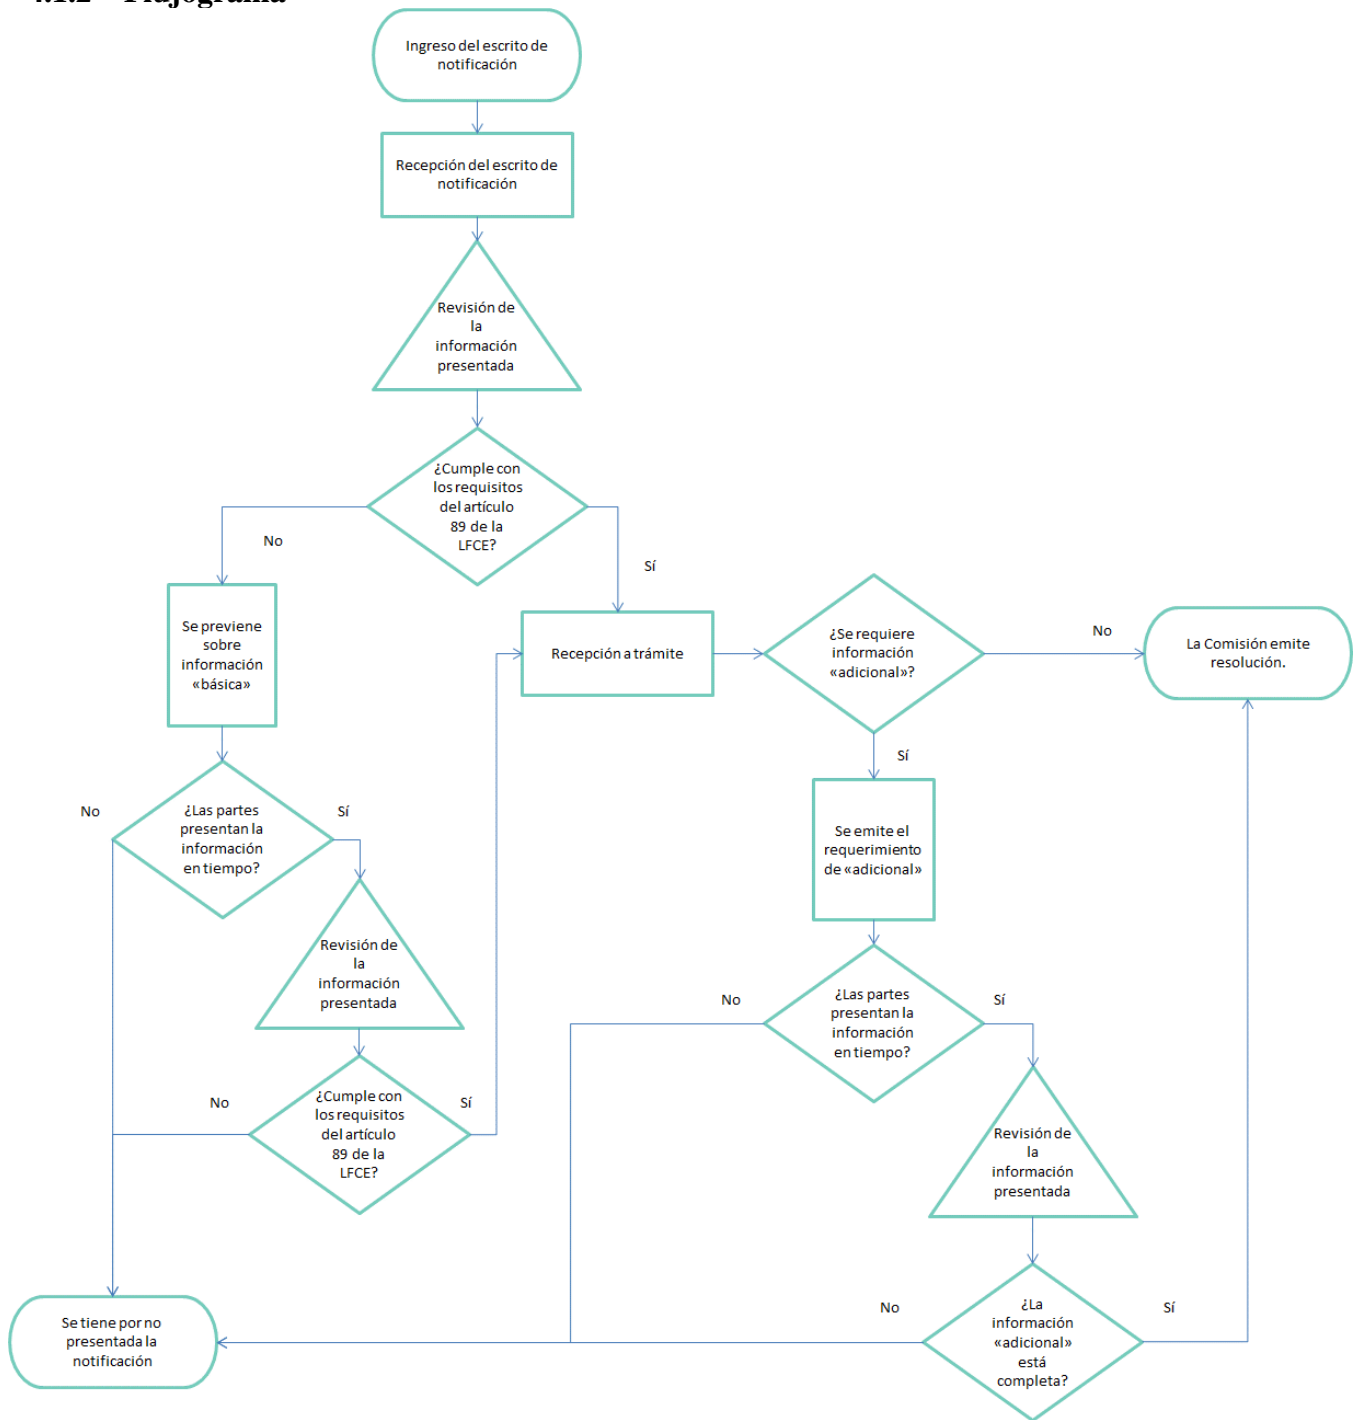 4.1.2 Flujograma
Ingreso del escrito de
notificación
Recepción del escrito de
notificación
Revisión de
la
información
presentada
¿Cumple con
los requisitos
del artículo
89 de la
LFCE?
No
Sí
Se previene
sobre
información
«básica»
Recepción a trámite
¿Se requiere
información
«adicional»?
No
La Comisión emite
resolución.
Sí
No
¿Las partes
presentan la
información
en tiempo?
Sí
Se emite el
requerimiento
de «adicional»
Revisión de
la
información
presentada
No
¿Las partes
presentan la
información
en tiempo?
Sí
No
¿Cumple con
los requisitos
del artículo
89 de la
LFCE?
Sí
Revisión de
la
información
presentada
Se tiene por no
presentada la
notificación
No
¿La
información
«adicional»
está
completa?
Sí